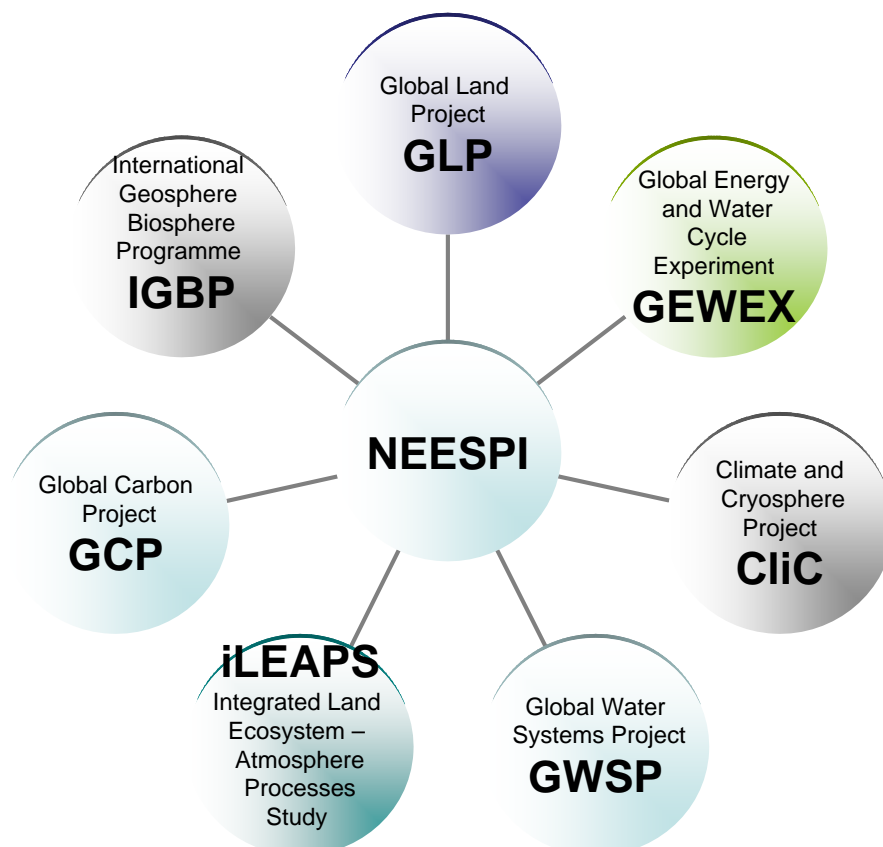 Global Land
Project
GLP
International
Geosphere
Biosphere
Programme
IGBP
Global Energy
and Water
Cycle
Experiment
GEWEX
NEESPI
Global Carbon
Project
GCP
Climate and
Cryosphere
Project
CliC
iLEAPS
Integrated Land
Ecosystem –
Atmosphere
Processes
Study
Global Water
Systems Project
GWSP